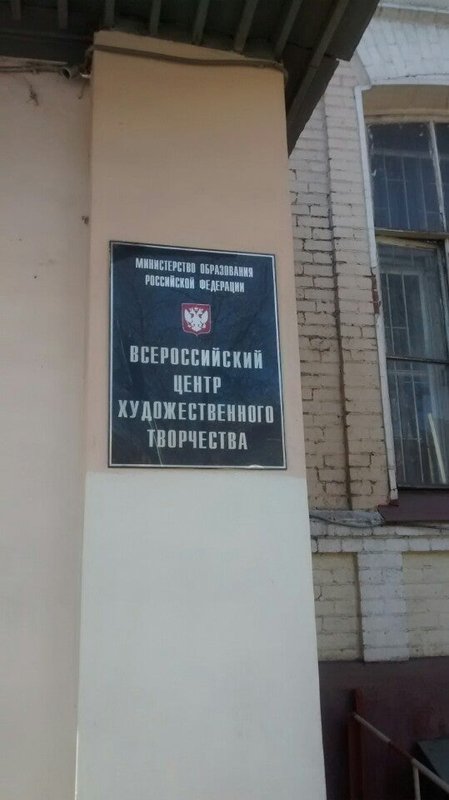 МИНИСТЕРСТВО ОБРАЗОВАНИЯ
РОССИЙСКОЙ ФЕДЕРАЦИИ
ВСЕРОССИЙСКИЙ
ЦЕНТР
ХУДОЖЕСТВЕННОГО
ТВОРЧЕСТВА